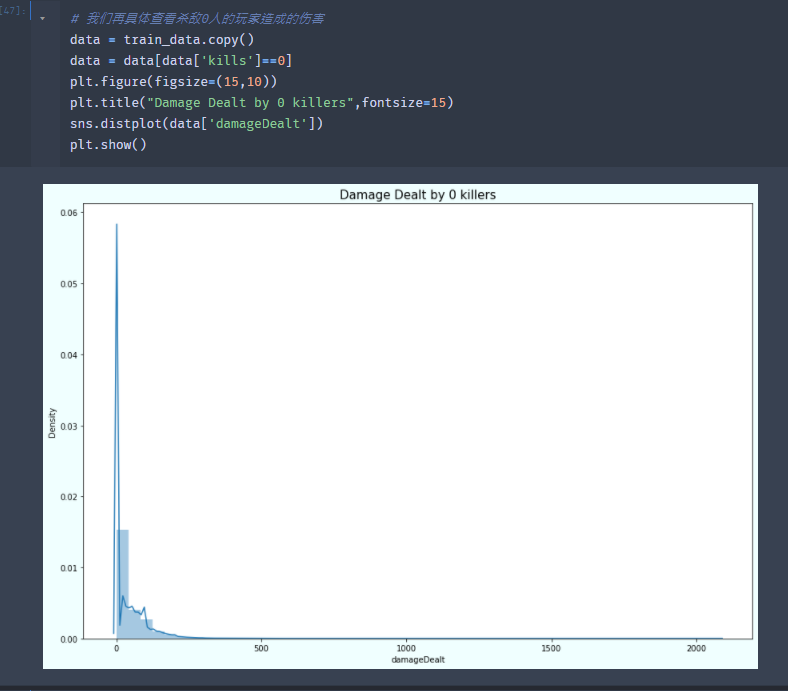 [47]:
# 我们再具体查看杀敌0人的玩家造成的伤害
data = train_data.copy()
data = data[data['kills']==0]
plt.figure(figsize=(15,10))
plt.title("Damage Dealt by 0 killers",fontsize=15)
sns.distplot(data['damageDealt'])
plt.show()
Damage Dealt by 0 killers
0.06
0.05
0.04
0.03
0.02
0.01
0.00
Density
0 500 1000 1500 2000
damageDealt